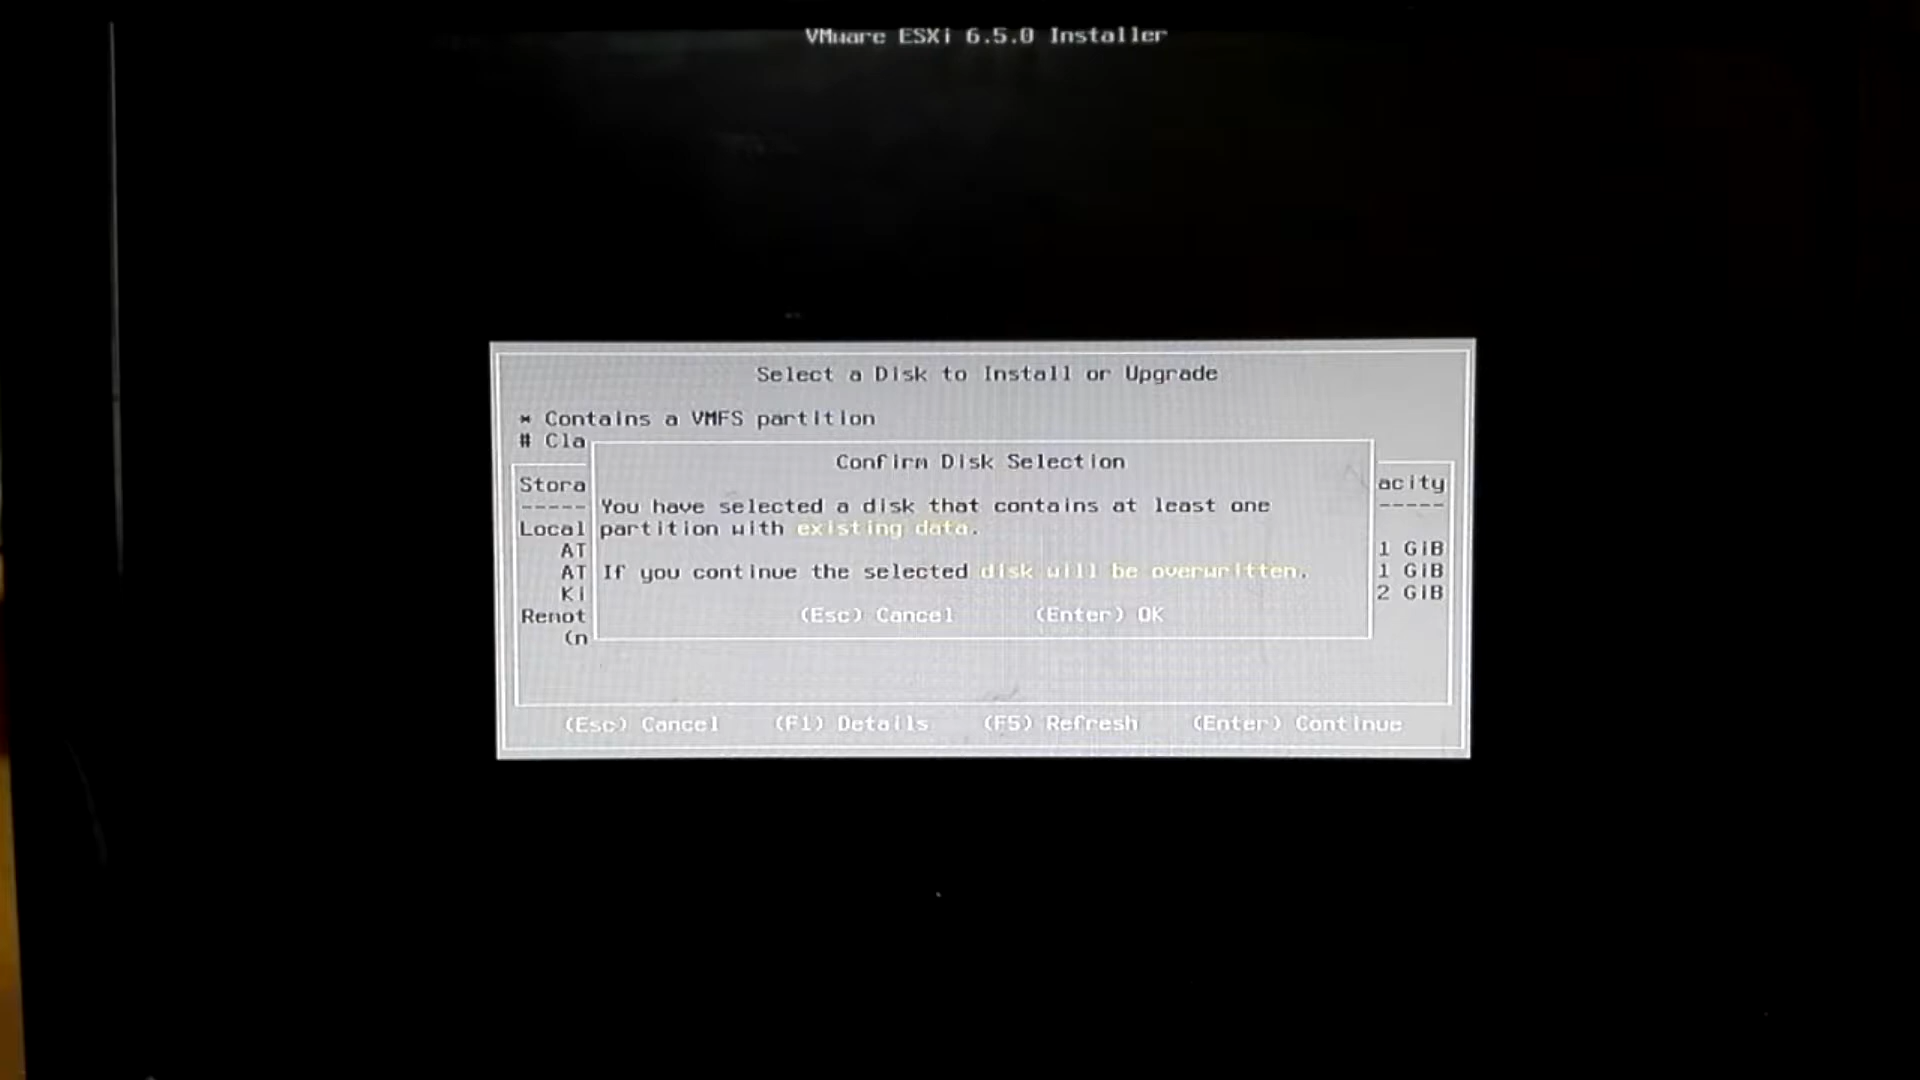 VMware ESXi 6.5.0 Installer
Select a Disk to Install or Upgrade
* Contains a VMFS partition
# Cla
Confirm Disk Selection
Stora
acity
You have selected a disk that contains at least one
Local
partition with existing data.
AT
1 GiB
AT
If you continue the selected disk will be overwritten.
1 GiB
Ki
2 GiB
Remot
(Esc) Cancel (Enter) OK
(n
(Esc) Cancel (F1) Details (F5) Refresh (Enter) Continue